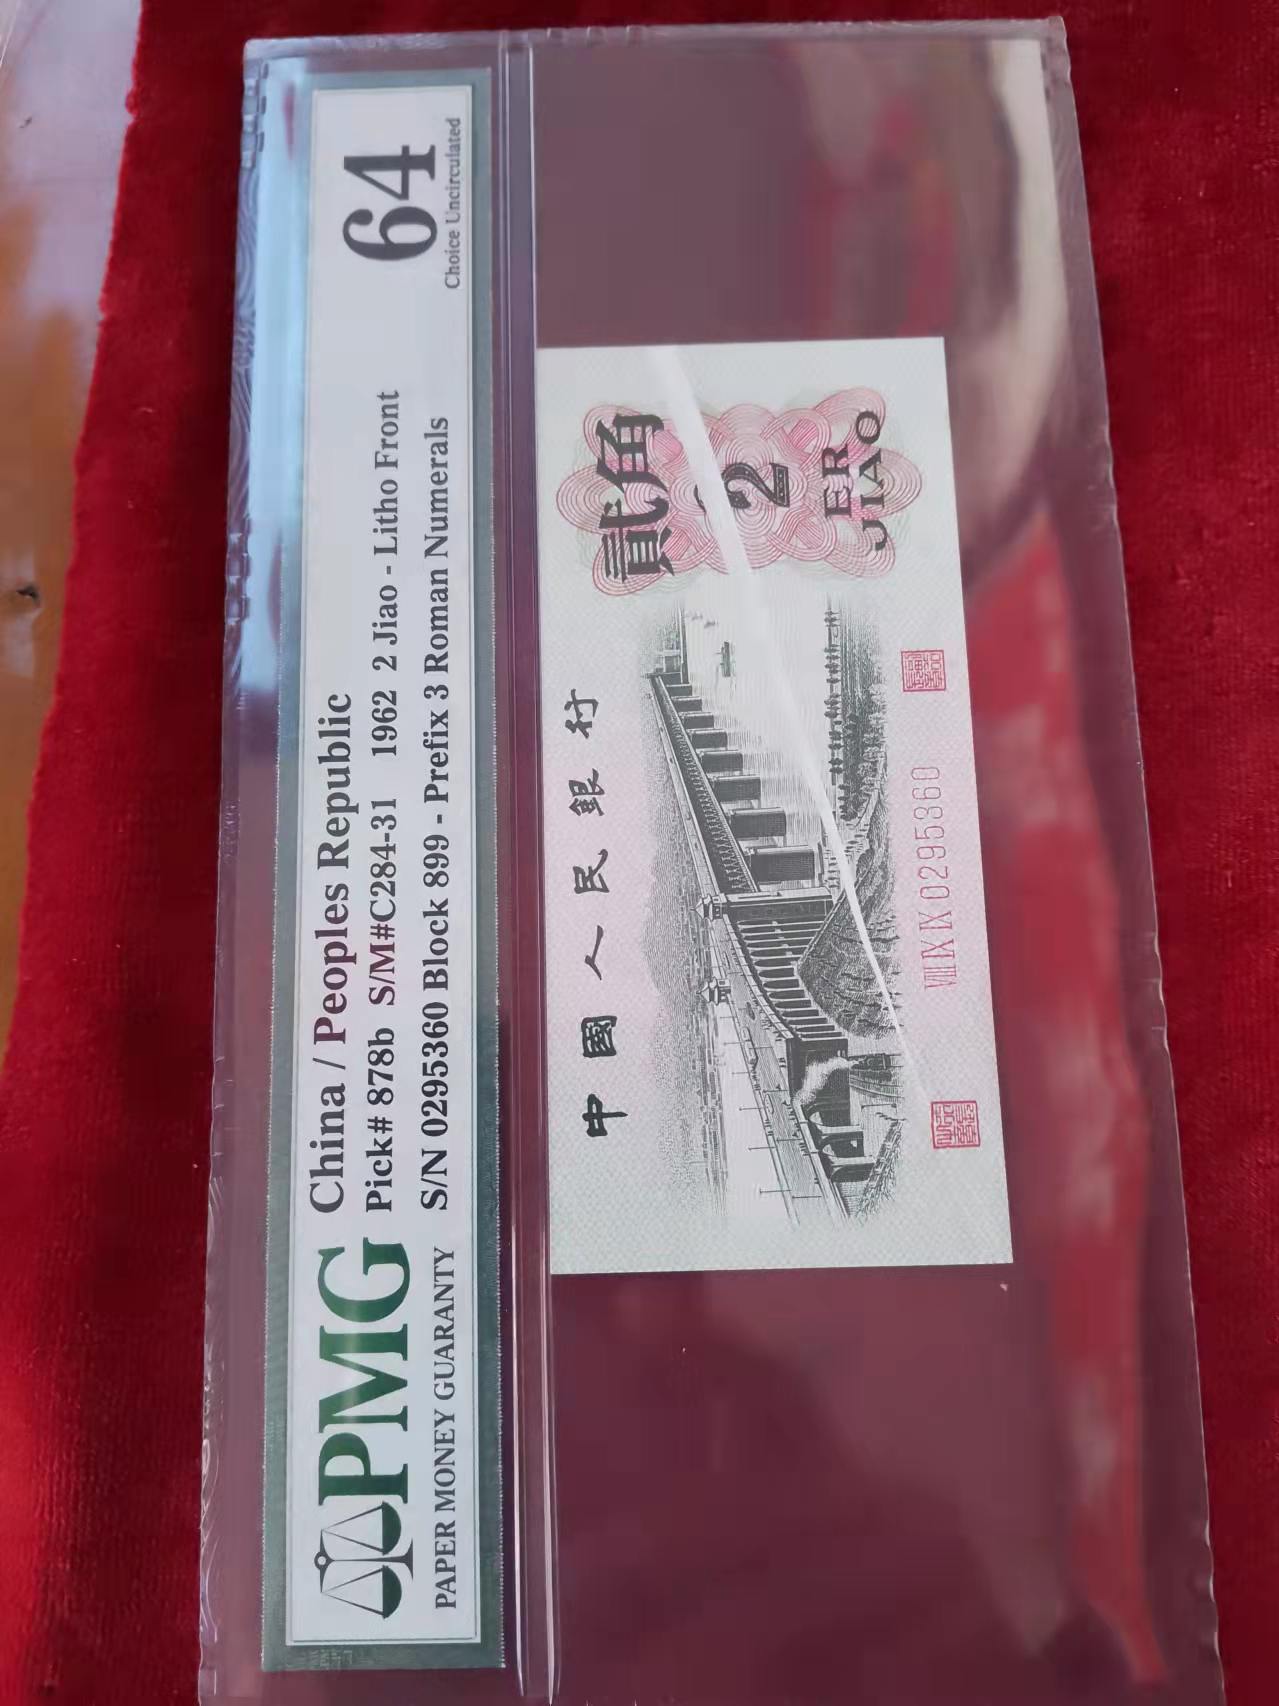 PMG
PAPER MONEY GUARANTY
China / Peoples Republic
Pick# 878b S/M#C284-31 1962 2 Jiao - Litho Front
S/N 0295360 Block 899 - Prefix 3 Roman Numerals
64
Choice Uncirculated
中國人民銀行
貳角
2
ER
JIAO
VIII IX IX 0295360